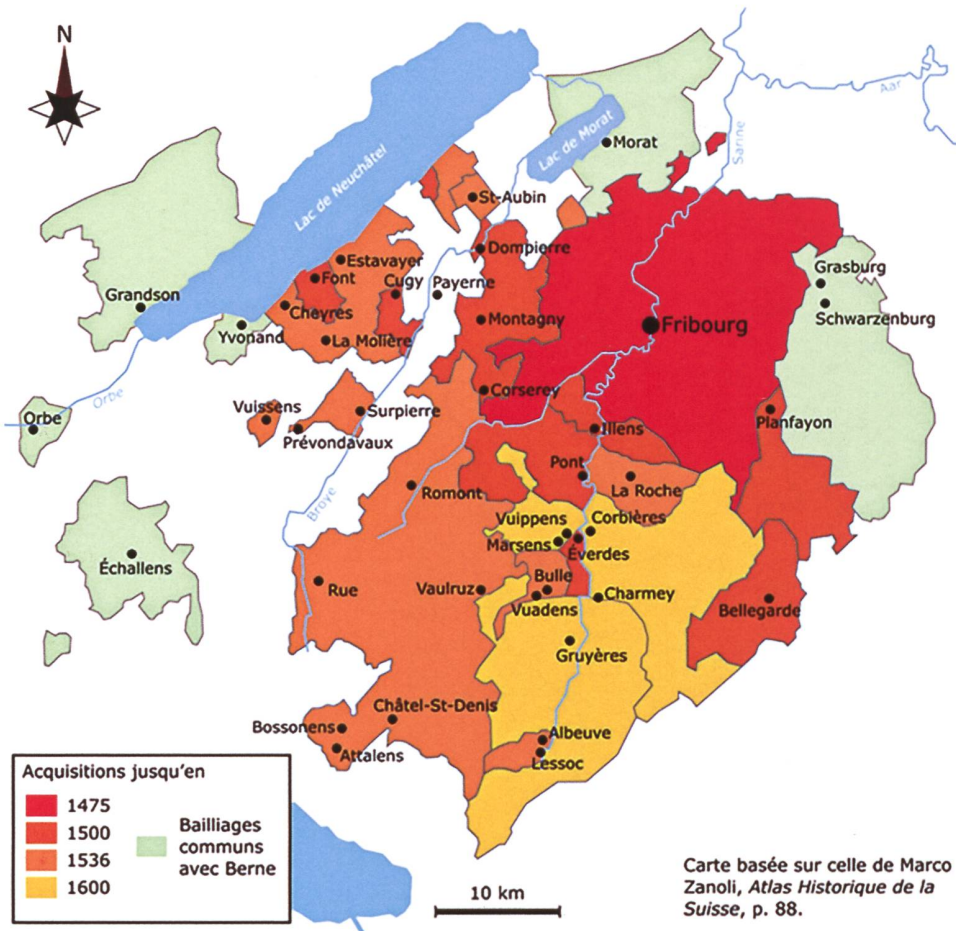 N
Aar
Sarine
Lac de Morat
Morat
Lac de Neuchâtel
St-Aubin
Dompierre
Estavayer
Font
Cugy
Payerne
Grasburg
Grandson
Cheyres
Schwarzenburg
Yvonand
La Molière
Montagny
Fribourg
Orbe
Corserey
Vuissens
Surpierre
Planfayon
Orbe
Prévondavaux
Illens
Pont
Romont
La Roche
Broye
Vuippens
Corbières
Marsens
Éverdes
Échallens
Rue
Vaulruz
Bulle
Charmey
Vuadens
Bellegarde
Gruyères
Châtel-St-Denis
Bossonens
Albeuve
Attalens
Lessoc
Acquisitions jusqu'en
1475
1500
1536
1600
Bailliages
communs
avec Berne
10 km
Carte basée sur celle de Marco
Zanoli, Atlas Historique de la
Suisse, p. 88.